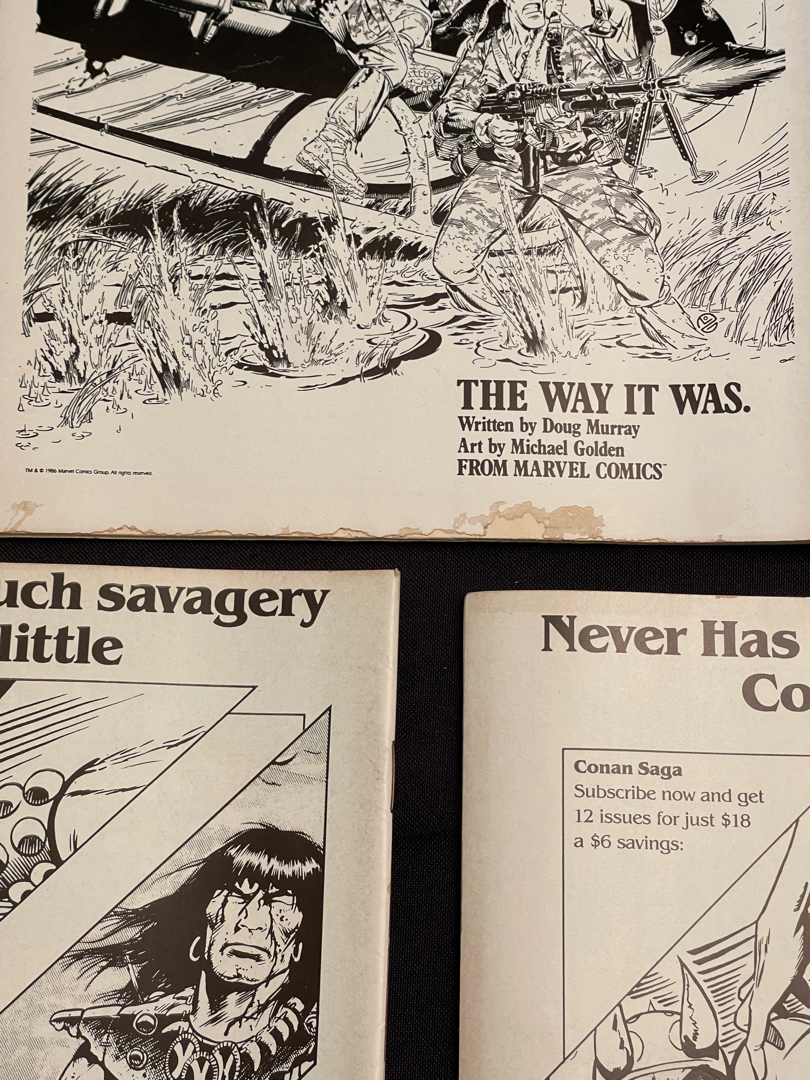 THE WAY IT WAS.
Written by Doug Murray
Art by Michael Golden
FROM MARVEL COMICS™
TM & © 1986 Marvel Comics Group. All rights reserved.
uch savagery
little
Never Has
Co
Conan Saga
Subscribe now and get
12 issues for just $18
a $6 savings: